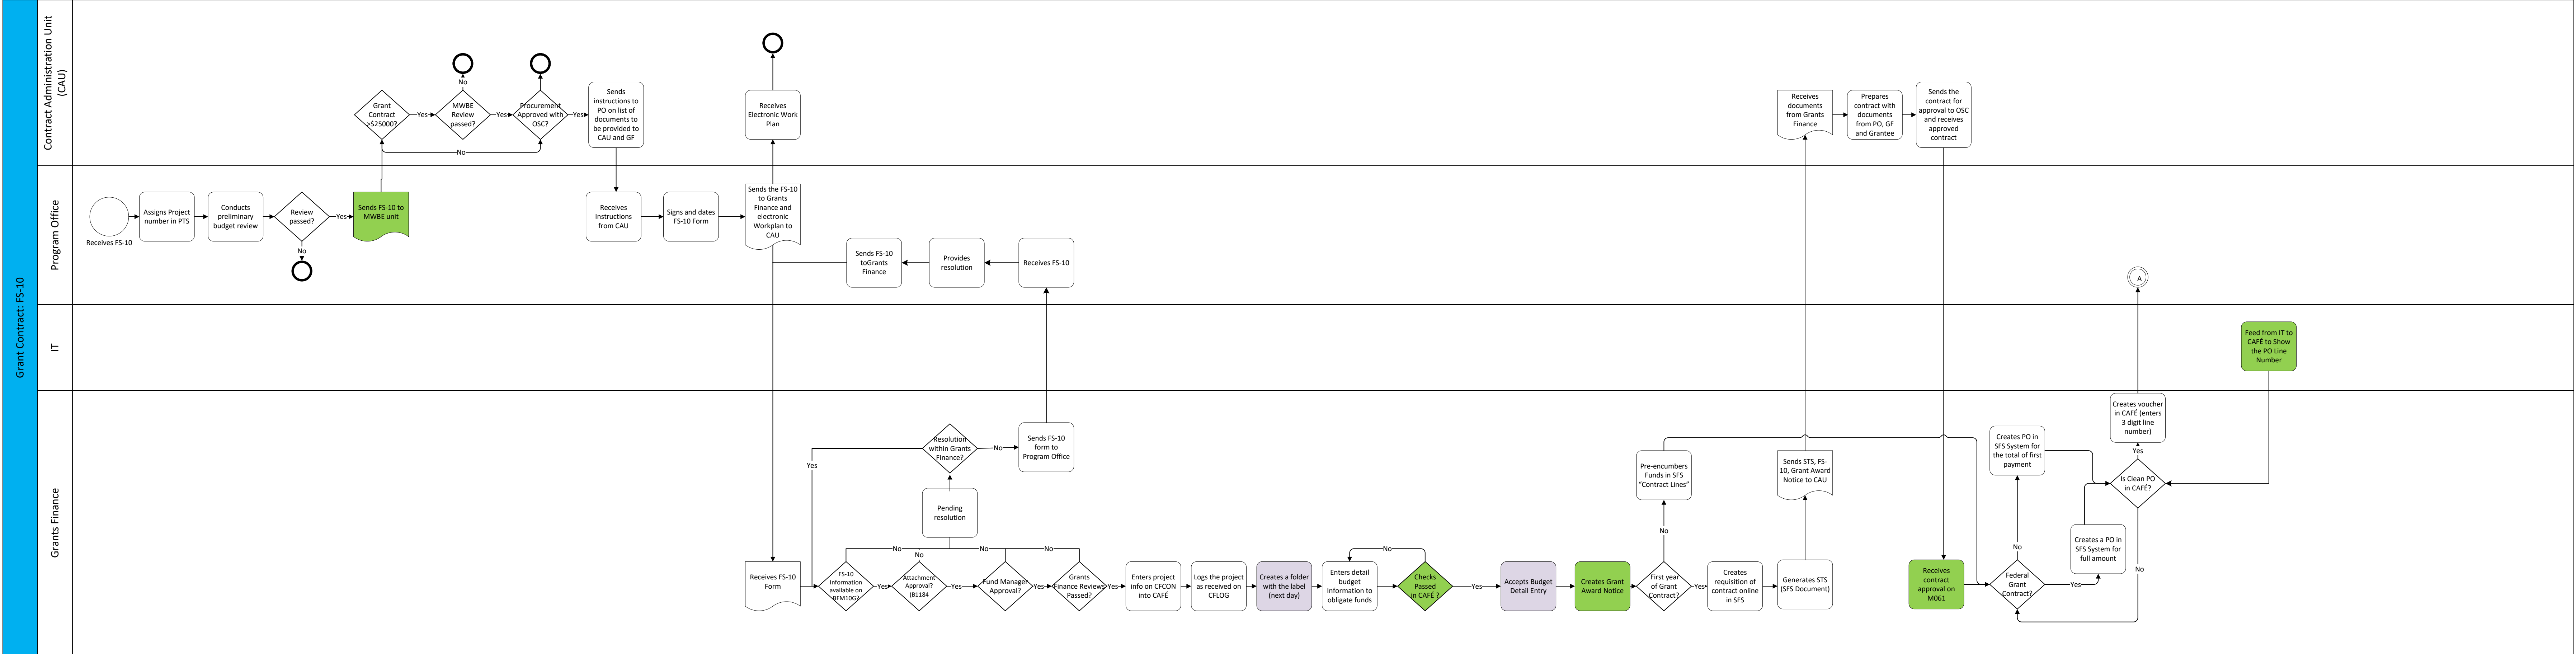 Grant Contract: FS-10
Contract Administration Unit
(CAU)
Grant
Contract
>$25000?
Yes
No
MWBE
Review
passed?
No
Yes
Procurement
Approved with
OSC?
Yes
Sends
instructions to
PO on list of
documents to
be provided to
CAU and GF
Receives
Electronic Work
Plan
Receives
documents
from Grants
Finance
Prepares
contract with
documents
from PO, GF
and Grantee
Sends the
contract for
approval to OSC
and receives
approved
contract
Program Office
Receives FS-10
Assigns Project
number in PTS
Conducts
preliminary
budget review
Review
passed?
Yes
No
Sends FS-10 to
MWBE unit
Receives
Instructions
from CAU
Signs and dates
FS-10 Form
Sends the FS-10
to Grants
Finance and
electronic
Workplan to
CAU
Sends FS-10
toGrants
Finance
Provides
resolution
Receives FS-10
A
IT
Feed from IT to
CAFÉ to Show
the PO Line
Number
Grants Finance
Receives FS-10
Form
Yes
FS-10
information
available on
BFM10G?
No
Yes
Attachment
Approval?
(B1184
No
Yes
Fund Manager
Approval?
No
Yes
Grants
Finance Review
Passed?
No
Yes
Pending
resolution
Resolution
within Grants
Finance?
No
Sends FS-10
form to
Program Office
Enters project
info on CFCON
into CAFÉ
Logs the project
as received on
CFLOG
Creates a folder
with the label
(next day)
Enters detail
budget
Information to
obligate funds
No
Checks
Passed
in CAFÉ ?
Yes
Accepts Budget
Detail Entry
Creates Grant
Award Notice
First year
of Grant
Contract?
No
Yes
Pre-encumbers
Funds in SFS
“Contract Lines”
Creates
requisition of
contract online
in SFS
Generates STS
(SFS Document)
Sends STS, FS-
10, Grant Award
Notice to CAU
Receives
contract
approval on
M061
Federal
Grant
Contract?
No
Yes
Creates PO in
SFS System for
the total of first
payment
Creates a PO in
SFS System for
full amount
Is Clean PO
in CAFÉ?
Yes
No
Creates voucher
in CAFÉ (enters
3 digit line
number)